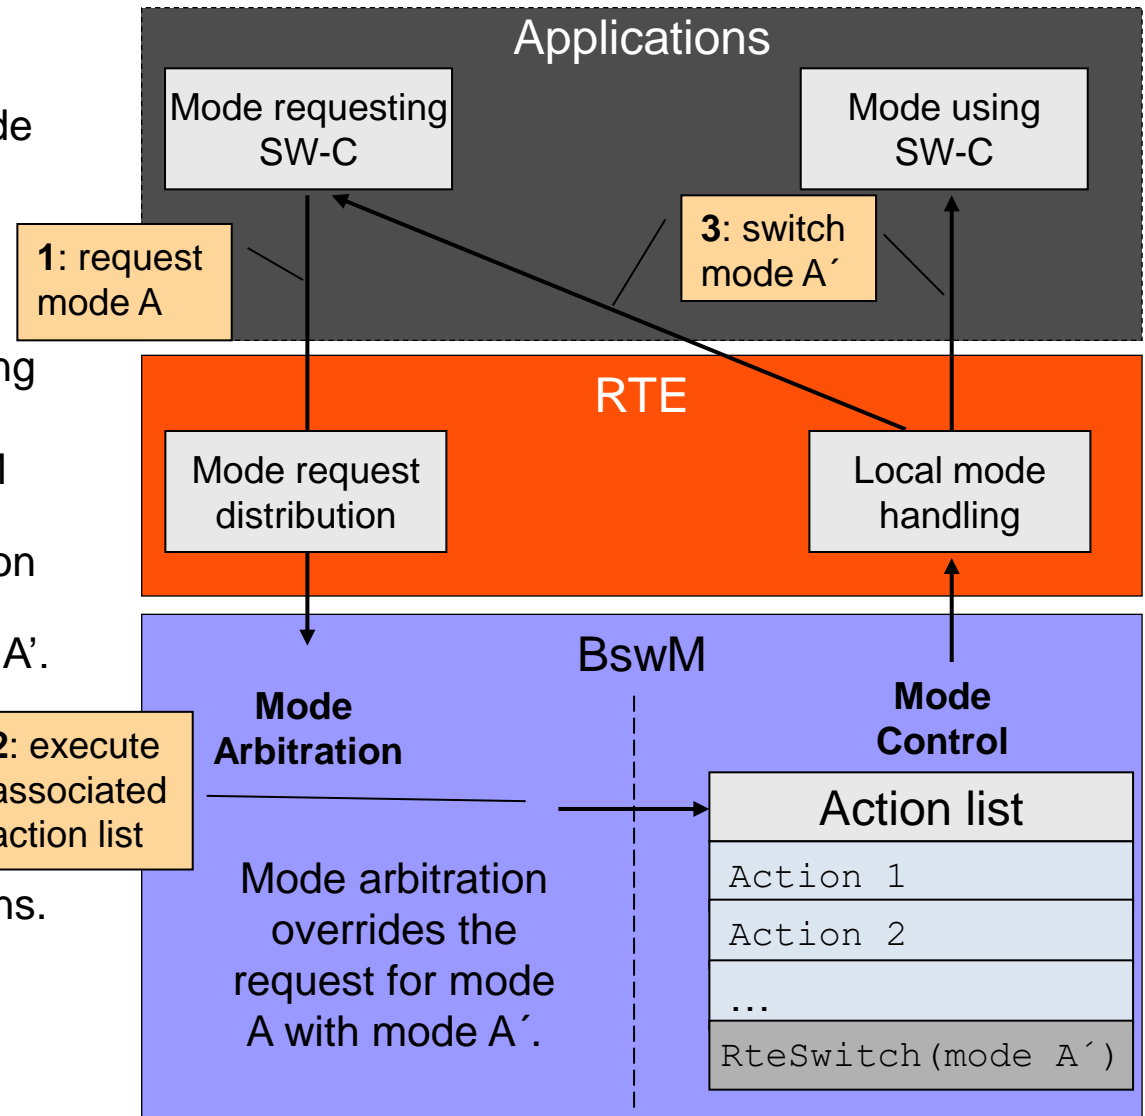 Applications
Mode requesting
SW-C
Mode using
SW-C
1: request
mode A
3: switch
mode A´
RTE
Mode request
distribution
Local mode
handling
on
A’.
BswM
Mode
Arbitration
Mode
Control
2: execute
associated
action list
Action list
Action 1
Action 2
...
RteSwitch(mode A´)
Mode arbitration
overrides the
request for mode
A with mode A´.